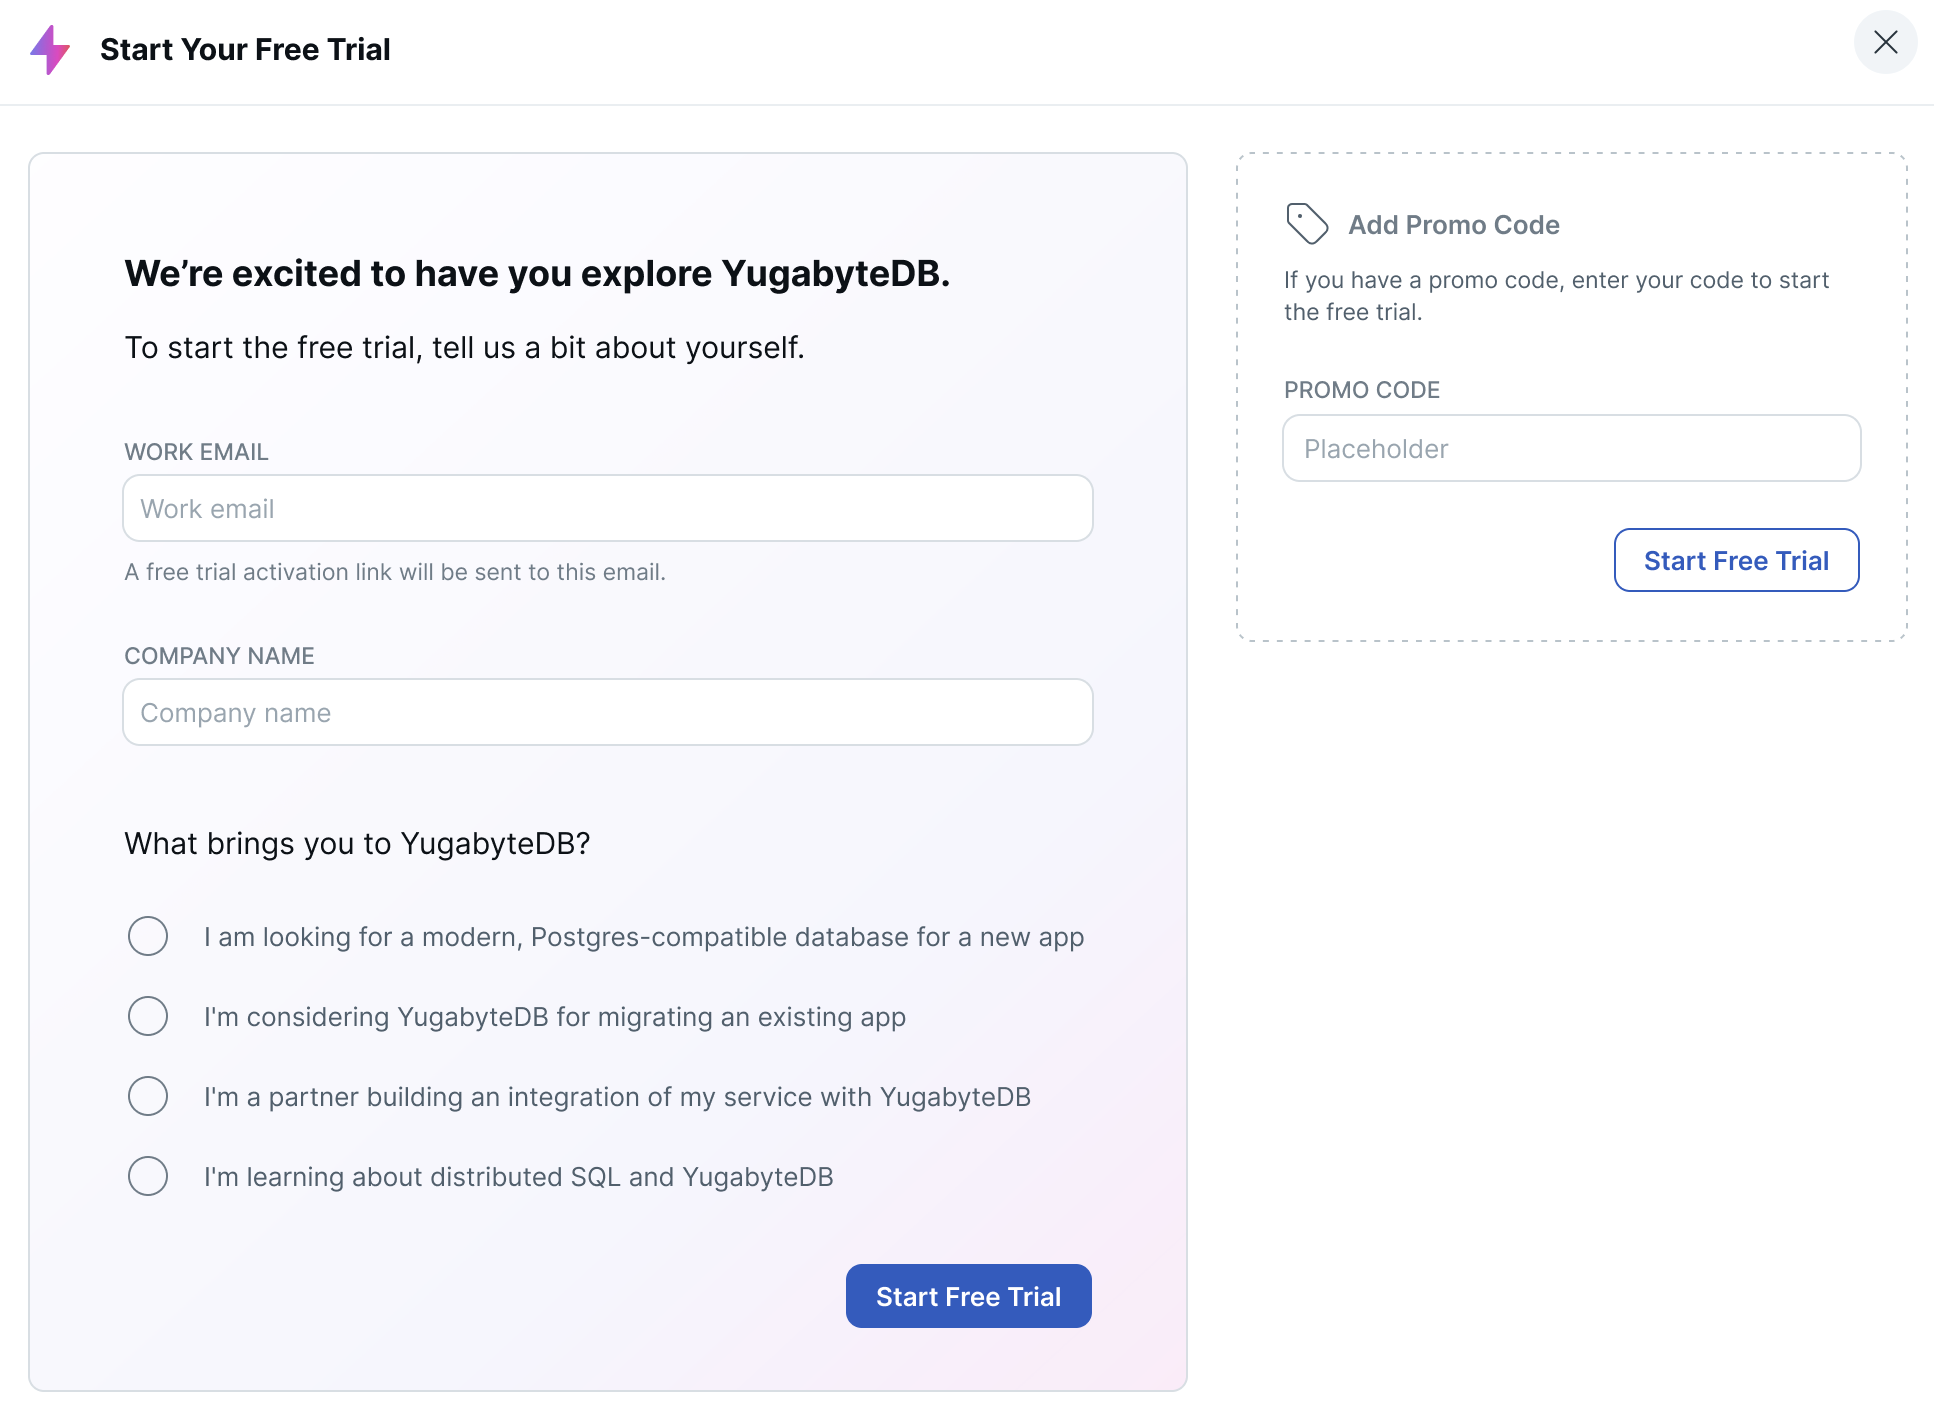 Start Your Free Trial
We’re excited to have you explore YugabyteDB.
To start the free trial, tell us a bit about yourself.
WORK EMAIL
Work email
A free trial activation link will be sent to this email.
COMPANY NAME
Company name
What brings you to YugabyteDB?
I am looking for a modern, Postgres-compatible database for a new app
I'm considering YugabyteDB for migrating an existing app
I'm a partner building an integration of my service with YugabyteDB
I'm learning about distributed SQL and YugabyteDB
Start Free Trial
Add Promo Code
If you have a promo code, enter your code to start
the free trial.
PROMO CODE
Placeholder
Start Free Trial